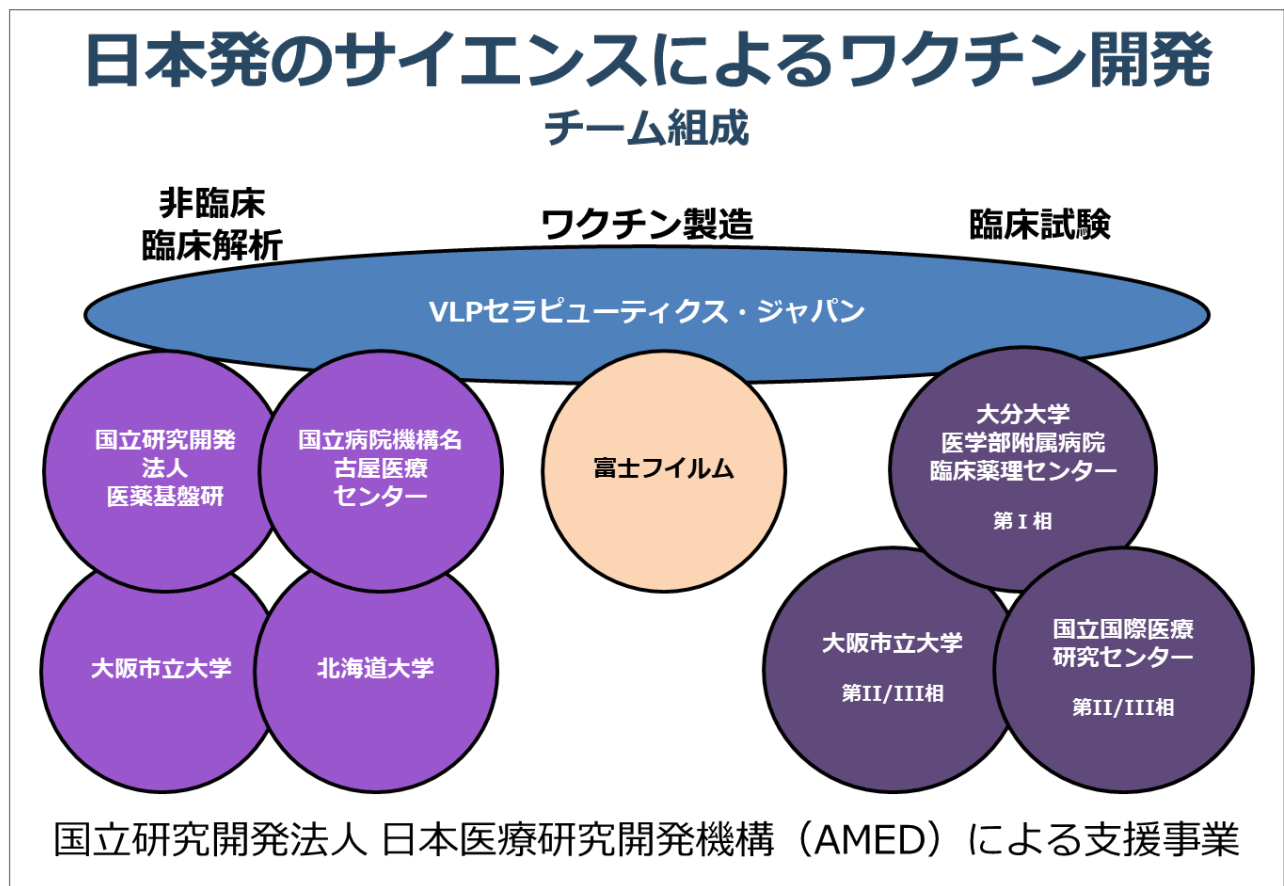 日本発のサイエンスによるワクチン開発
チーム組成
非臨床
臨床解析
ワクチン製造
臨床試験
VLPセラピューティクス・ジャパン
国立研究開発
法人
医薬基盤研
国立病院機構名
古屋医療
センター
富士フイルム
大分大学
医学部附属病院
臨床薬理センター
第Ⅰ相
大阪市立大学
北海道大学
大阪市立大学
第II/III相
国立国際医療
研究センター
第II/III相
国立研究開発法人 日本医療研究開発機構（AMED）による支援事業